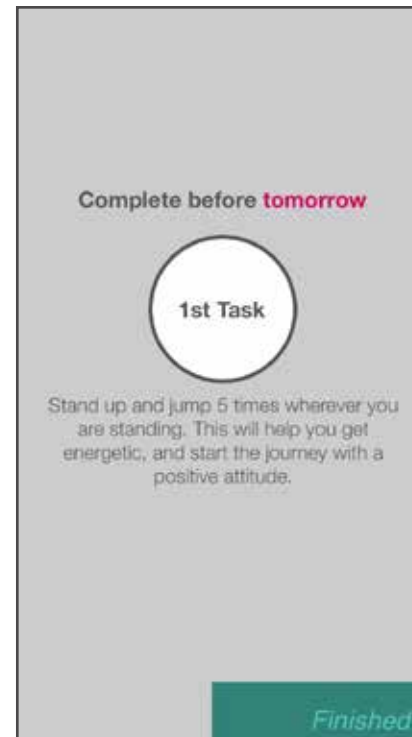 Complete before tomorrow
1st Task
Stand up and jump 5 times wherever you
are standing. This will help you get
energetic, and start the journey with a
positive attitude.
Finished